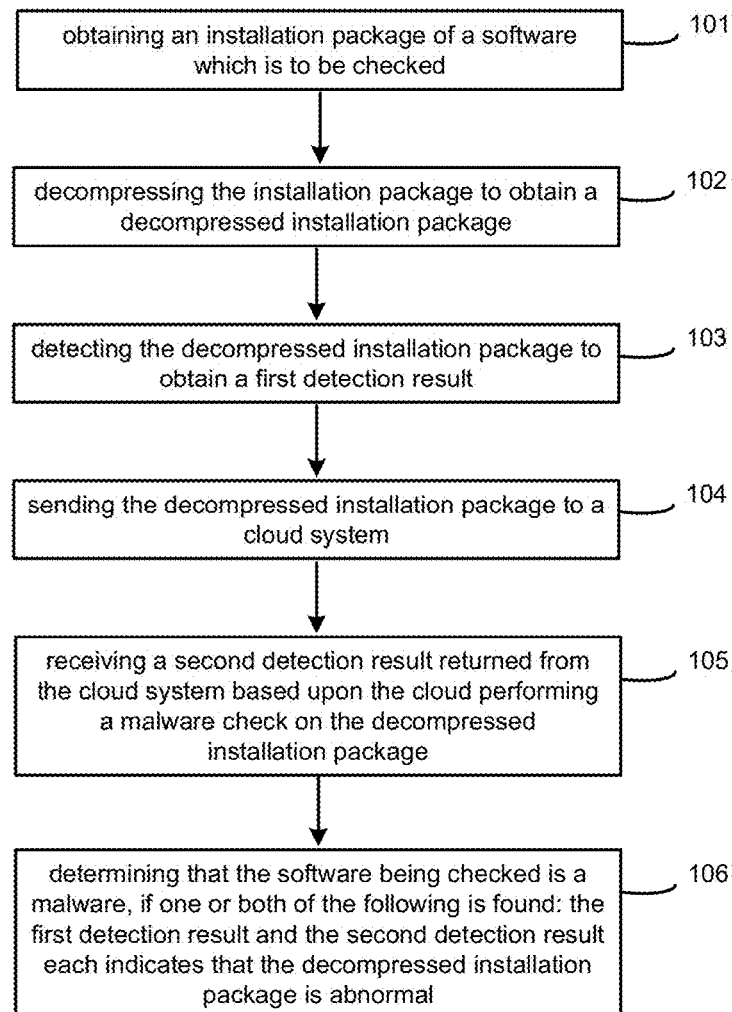 obtaining an installation package of a software
which is to be checked
101
decompressing the installation package to obtain a
decompressed installation package
102
detecting the decompressed installation package to
obtain a first detection result
103
sending the decompressed installation package to a
cloud system
104
receiving a second detection result returned from
the cloud system based upon the cloud performing
a malware check on the decompressed
installation package
105
determining that the software being checked is a
malware, if one or both of the following is found: the
first detection result and the second detection result
each indicates that the decompressed installation
package is abnormal
106